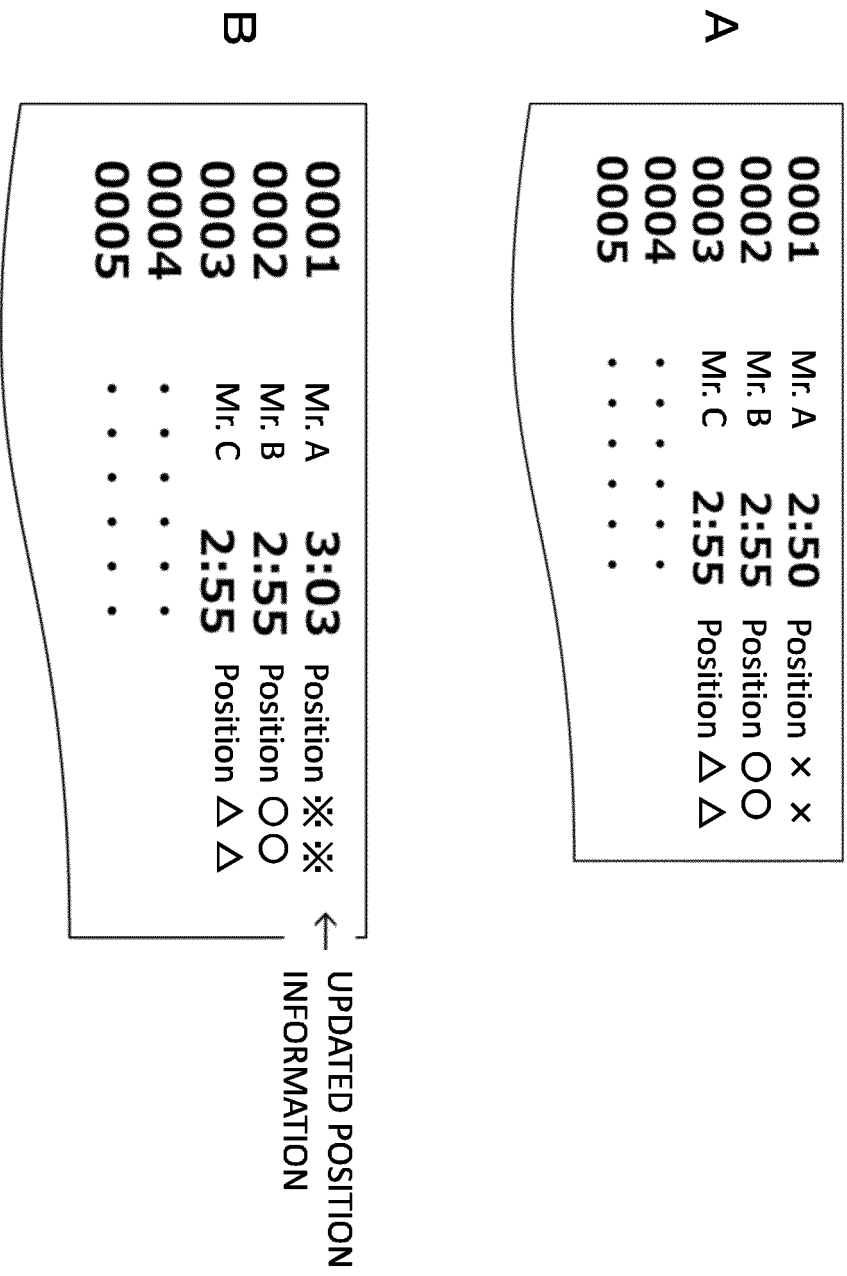 A
0001 Mr. A 2:50 Position × ×
0002 Mr. B 2:55 Position ○○
0003 Mr. C 2:55 Position △ △
0004 • • • • • •
0005 • • • • • •
B
0001 Mr. A 3:03 Position ※ ※ ← UPDATED POSITION
INFORMATION
0002 Mr. B 2:55 Position ○○
0003 Mr. C 2:55 Position △ △
0004 • • • • • •
0005 • • • • • •